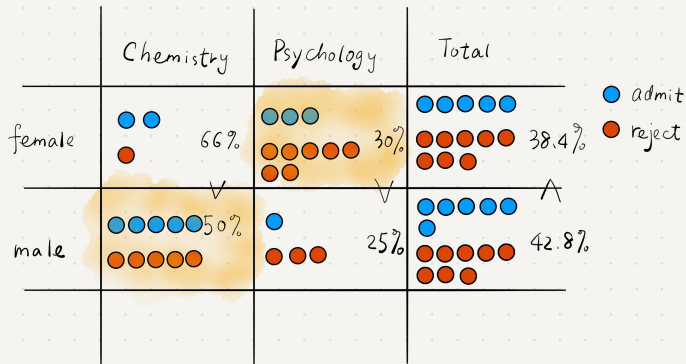 Chemistry Psychology Total
admit
reject
female 66% 30% 38.4%
male 50% 25% 42.8%